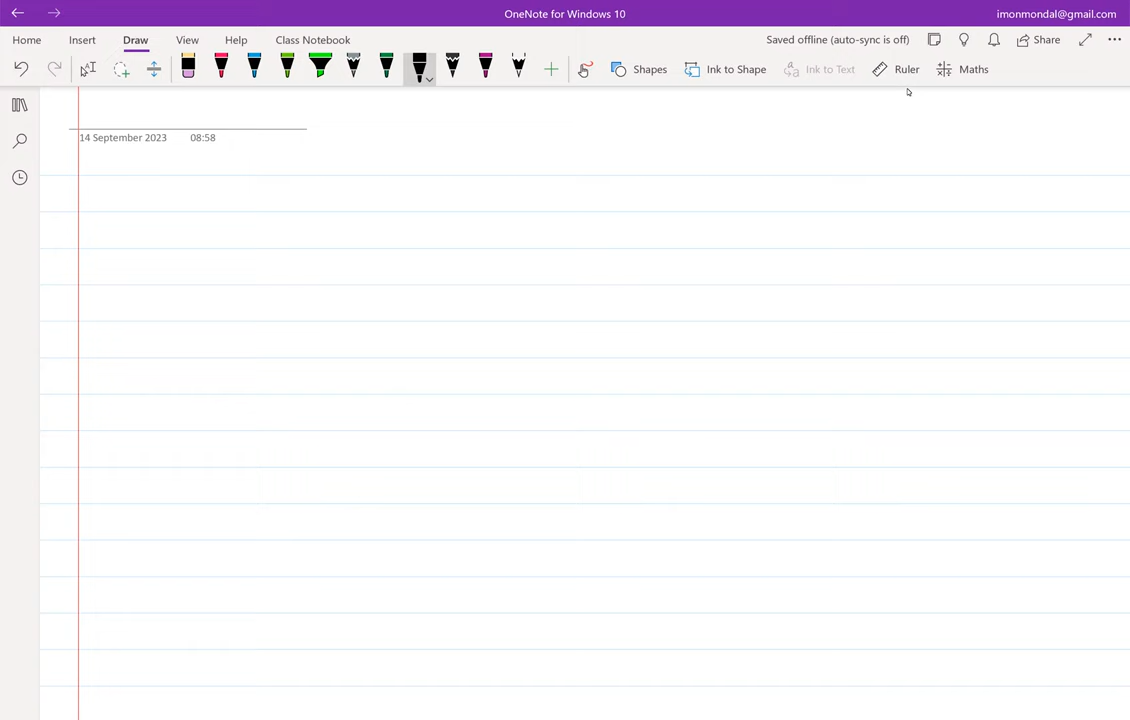 OneNote for Windows 10
imonmondal@gmail.com
Home Insert Draw View Help Class Notebook Saved offline (auto-sync is off) Share
Shapes Ink to Shape Ink to Text Ruler Maths
14 September 2023 08:58